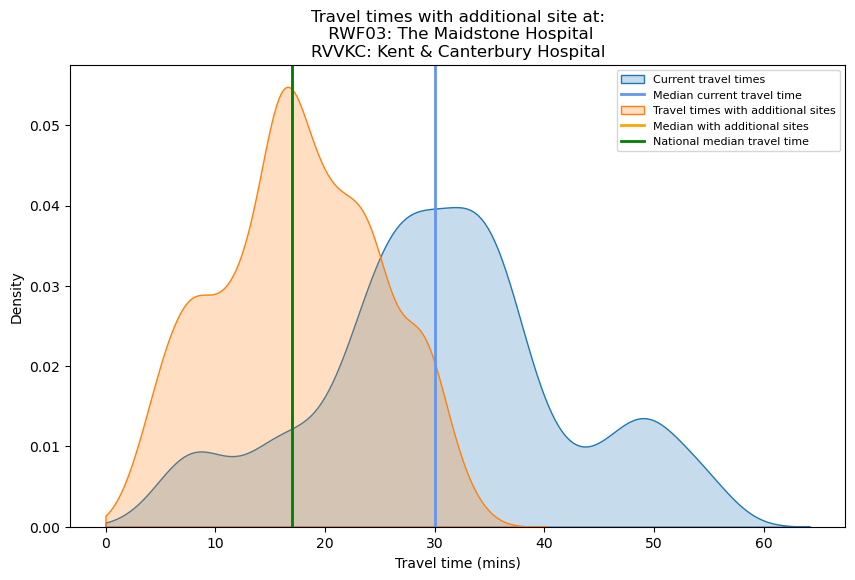 Travel times with additional site at:
RWF03: The Maidstone Hospital
RVVKC: Kent & Canterbury Hospital
Current travel times
Median current travel time
Travel times with additional sites
Median with additional sites
National median travel time
Density
0.05
0.04
0.03
0.02
0.01
0.00
0 10 20 30 40 50 60
Travel time (mins)